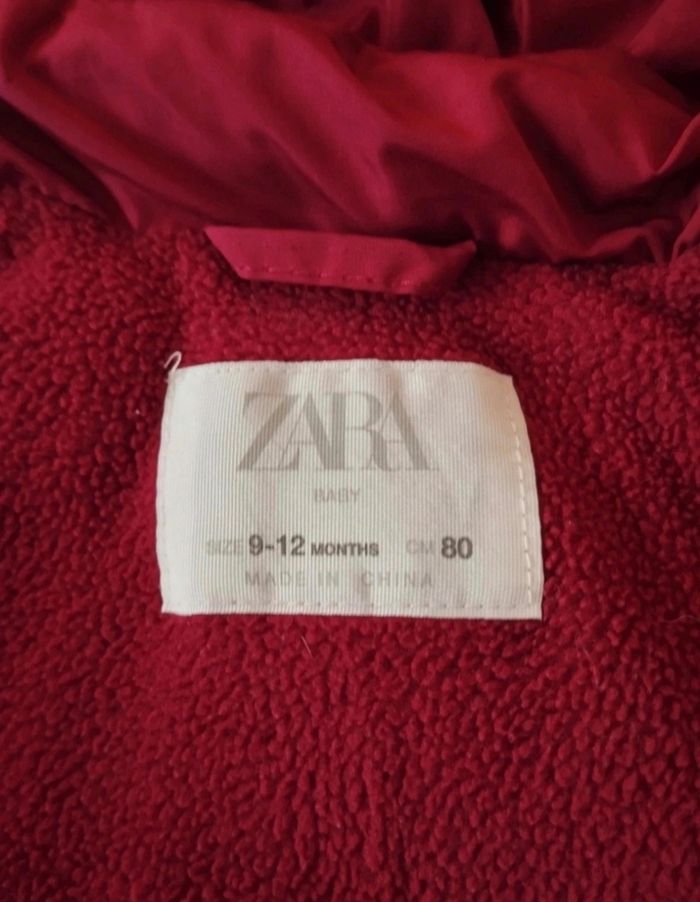 ZARA
BABY
SIZE 9-12 MONTHS CM 80
MADE IN CHINA